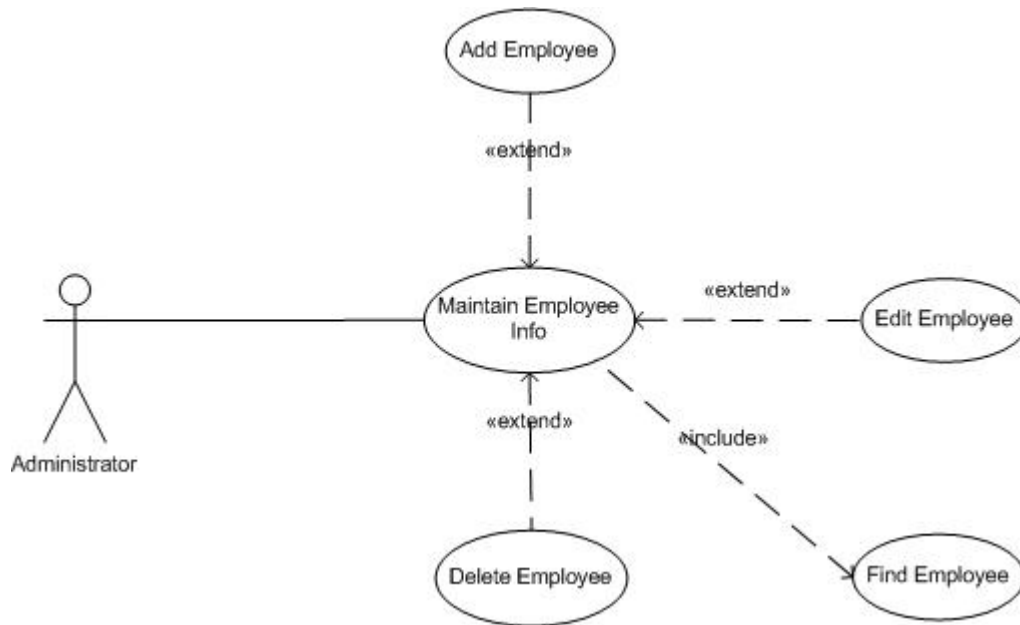 Add Employee
«extend»
Maintain Employee
Info
«extend»
Edit Employee
«extend»
«include»
Administrator
Delete Employee
Find Employee